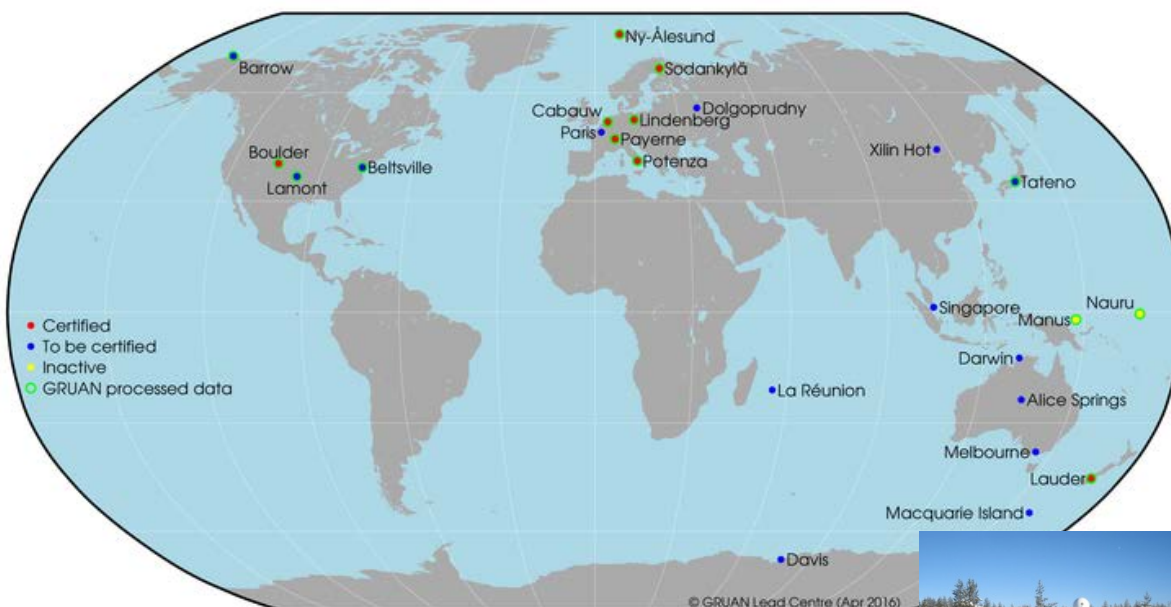 Ny-Ålesund
Barrow
Sodankylä
Cabauw
Dolgoprudny
Lindenberg
Paris
Payerne
Xilin Hot
Boulder
Potenza
Beltsville
Lamont
Tateno
Singapore
Nauru
Manus
Certified
To be certified
Inactive
GRUAN processed data
Darwin
La Réunion
Alice Springs
Melbourne
Lauder
Macquarie Island
Davis
© GRUAN Lead Centre (Apr 2016)